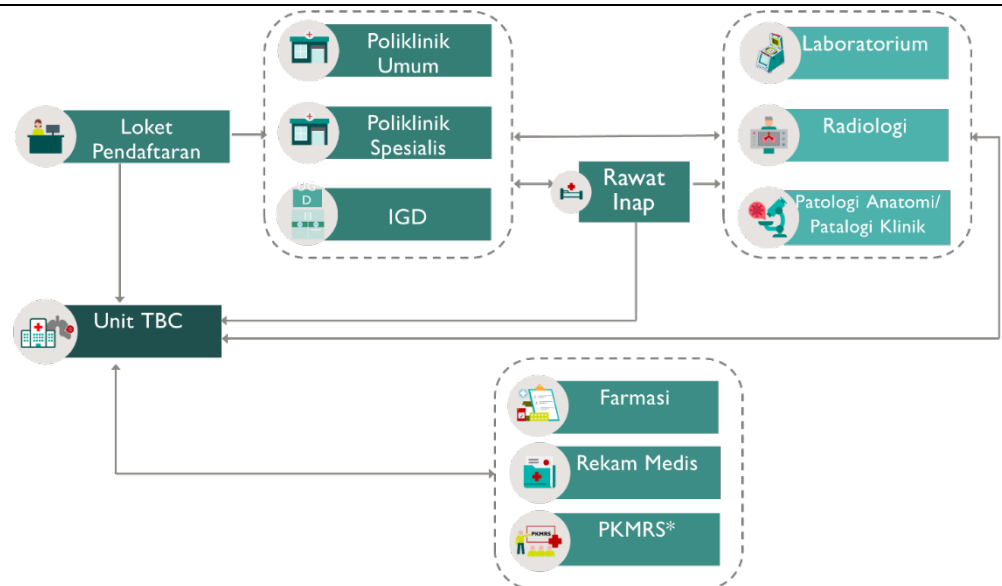 Poliklinik
Umum
Laboratorium
Loket
Pendaftaran
Poliklinik
Spesialis
Radiologi
Rawat
Inap
D
IGD
Patologi Anatomi/
Patalogi Klinik
Unit TBC
Farmasi
Rekam Medis
PKMRS
PKMRS*